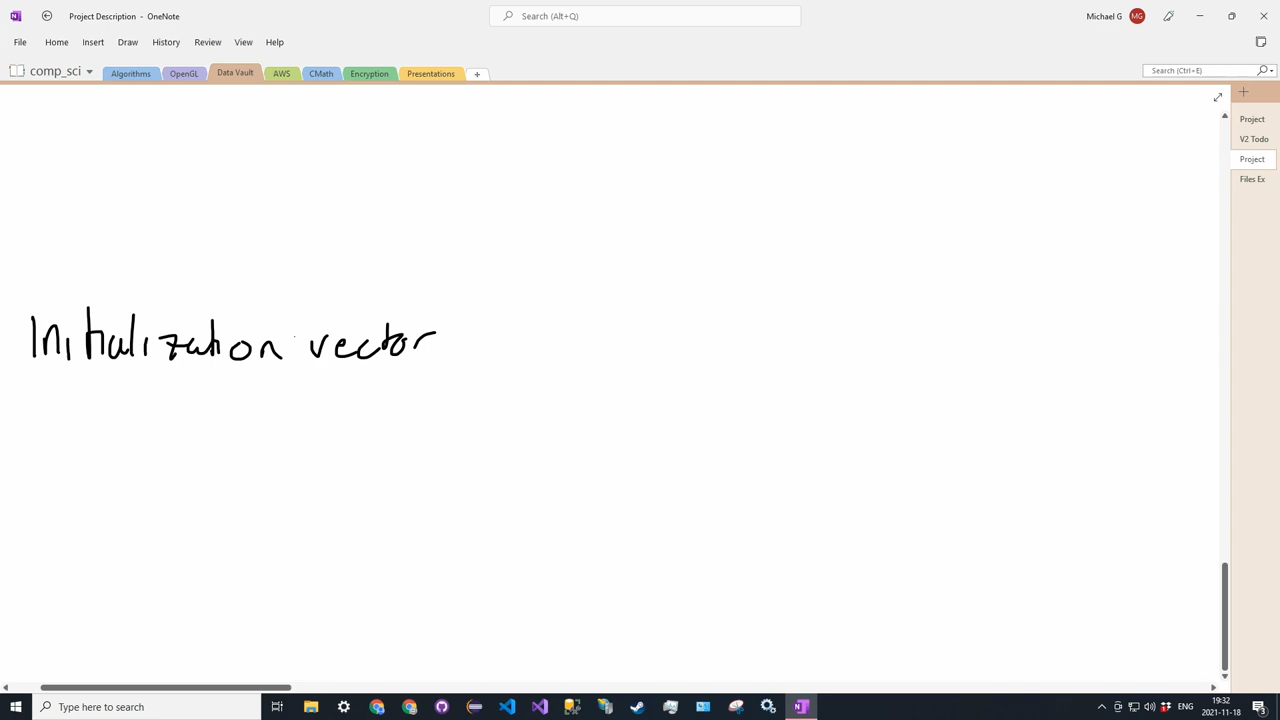 Project Description - OneNote
Search (Alt+Q)
Michael G
MG
File Home Insert Draw History Review View Help
comp_sci
Algorithms OpenGL Data Vault AWS CMath Encryption Presentations +
Search (Ctrl+E)
Project
V2 Todo
Project
Files Ex
Initialization vector
Type here to search
ENG
19:32
2021-11-18